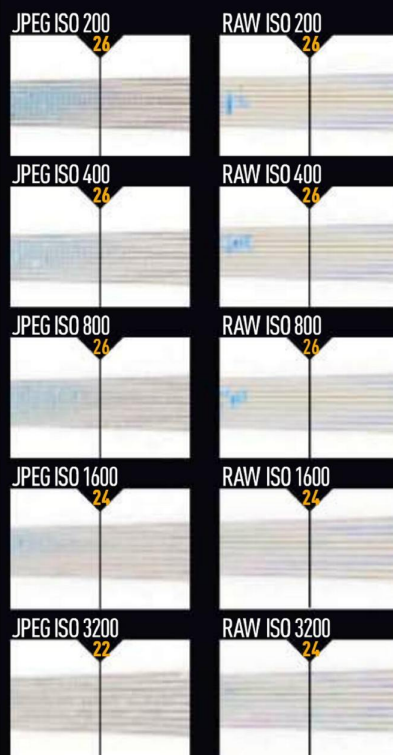 JPEG ISO 200 RAW ISO 200
26 26
JPEG ISO 400 RAW ISO 400
26 26
JPEG ISO 800 RAW ISO 800
26 26
JPEG ISO 1600 RAW ISO 1600
24 24
JPEG ISO 3200 RAW ISO 3200
22 24